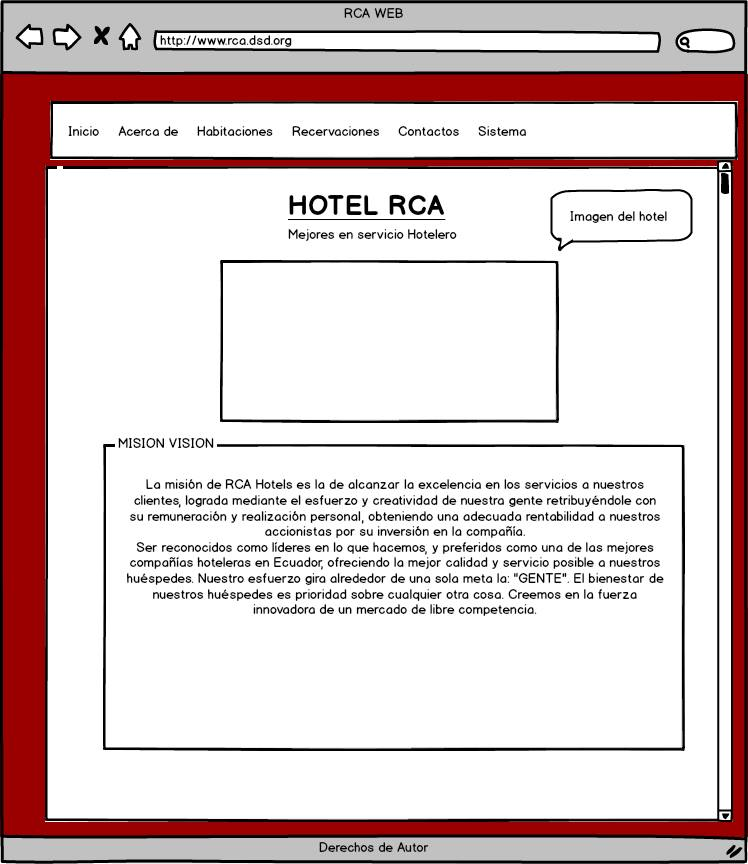 RCA WEB
http://www.rca.dsd.org
Inicio Acerca de Habitaciones Recervaciones Contactos Sistema
HOTEL RCA
Imagen del hotel
Mejores en servicio Hotelero
MISION VISION
La misión de RCA Hotels es la de alcanzar la excelencia en los servicios a nuestros
clientes, lograda mediante el esfuerzo y creatividad de nuestra gente retribuyéndole con
su remuneración y realización personal, obteniendo una adecuada rentabilidad a nuestros
accionistas por su inversión en la compañía.
Ser reconocidos como líderes en lo que hacemos, y preferidos como una de las mejores
compañías hoteleras en Ecuador, ofreciendo la mejor calidad y servicio posible a nuestros
huéspedes. Nuestro esfuerzo gira alrededor de una sola meta la: "GENTE". El bienestar de
nuestros huéspedes es prioridad sobre cualquier otra cosa. Creemos en la fuerza
innovadora de un mercado de libre competencia.
Derechos de Autor